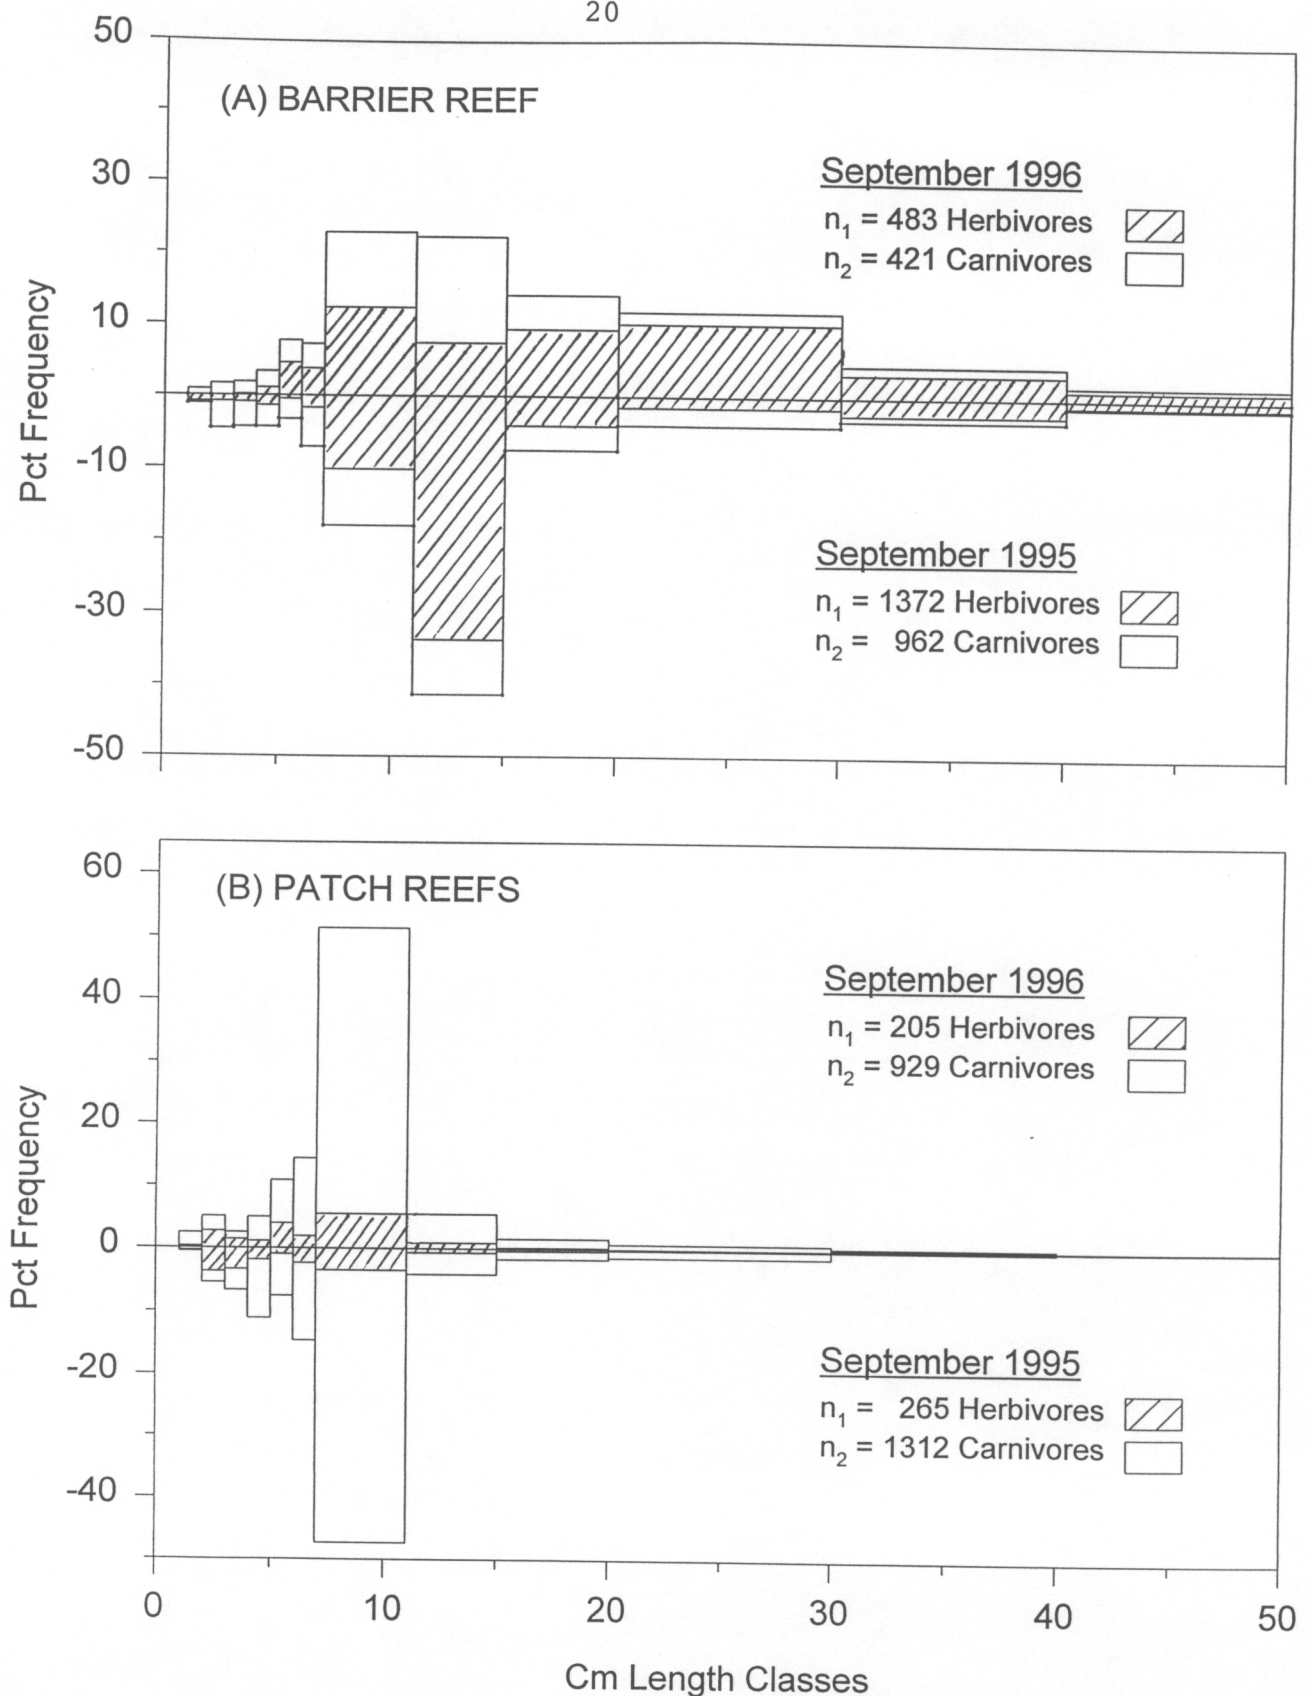 20
50
(A) BARRIER REEF
September 1996
30
n1 = 483 Herbivores
n2 = 421 Carnivores
10
Pct Frequency
-10
September 1995
n1 = 1372 Herbivores
-30
n2 = 962 Carnivores
-50
60
(B) PATCH REEFS
September 1996
40
n1 = 205 Herbivores
n2 = 929 Carnivores
20
Pct Frequency
0
September 1995
-20
n1 = 265 Herbivores
n2 = 1312 Carnivores
-40
0 10 20 30 40 50
Cm Length Classes